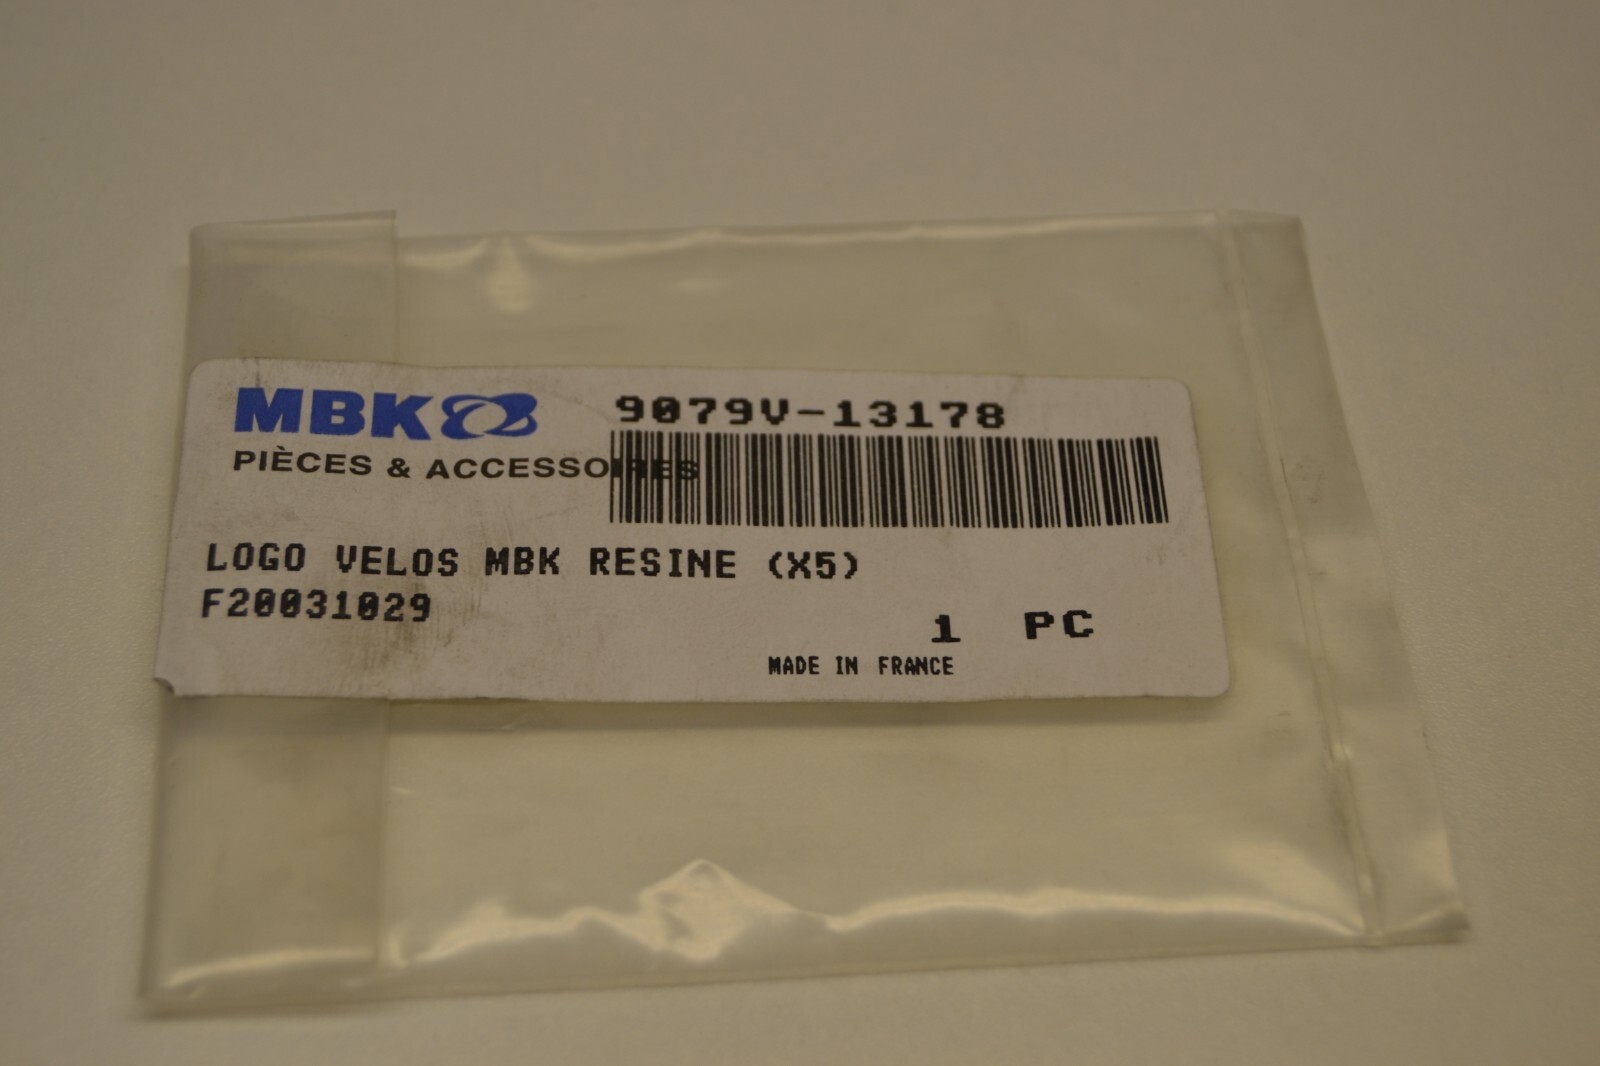 MBK
9079V-13178
PIÈCES & ACCESSOIRES
LOGO VELOS MBK RESINE (X5)
F20031029
1 PC
MADE IN FRANCE